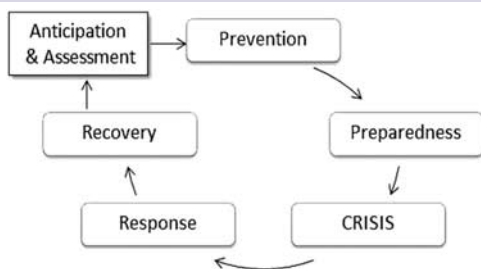 Anticipation
& Assessment
Prevention
Preparedness
CRISIS
Response
Recovery